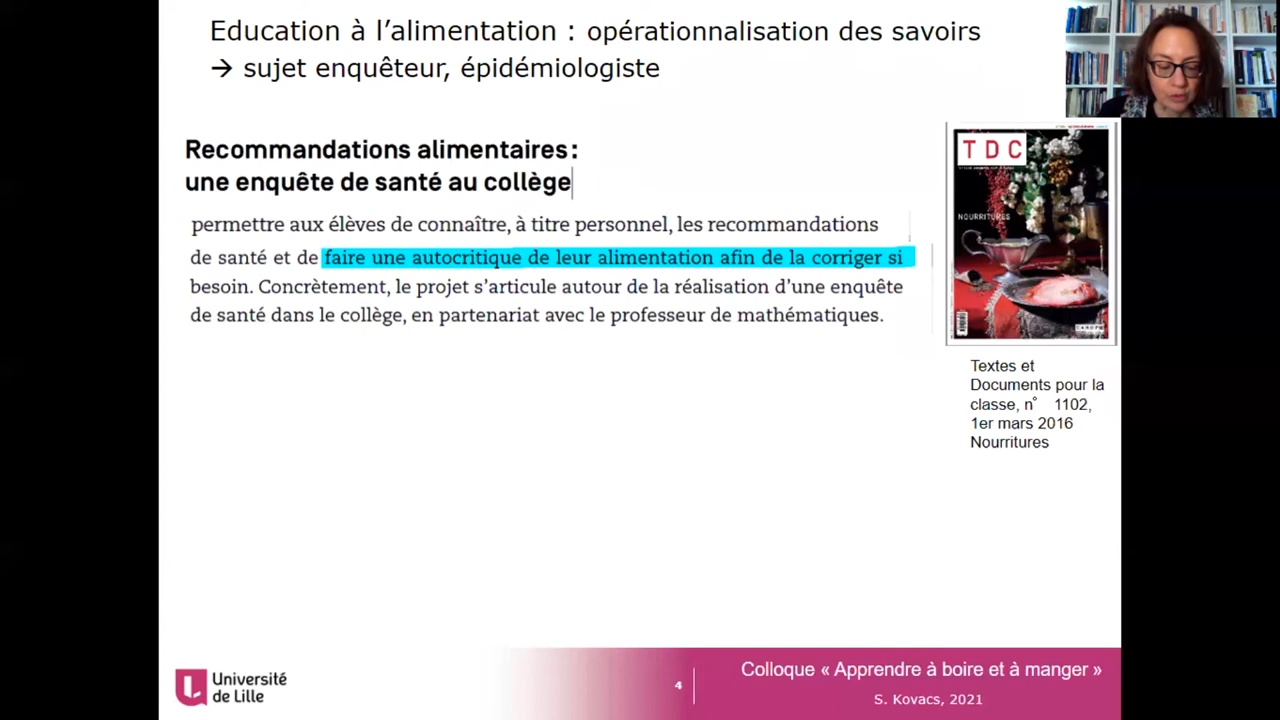 Education à l'alimentation : opérationnalisation des savoirs
→ sujet enquêteur, épidémiologiste
Recommandations alimentaires :
une enquête de santé au collège
permettre aux élèves de connaître, à titre personnel, les recommandations
de santé et de faire une autocritique de leur alimentation afin de la corriger si
besoin. Concrètement, le projet s'articule autour de la réalisation d'une enquête
de santé dans le collège, en partenariat avec le professeur de mathématiques.
TDC
NOURRITURES
CANOPÉ
Textes et
Documents pour la
classe, n° 1102,
1er mars 2016
Nourritures
Université
de Lille
4
Colloque « Apprendre à boire et à manger »
S. Kovacs, 2021